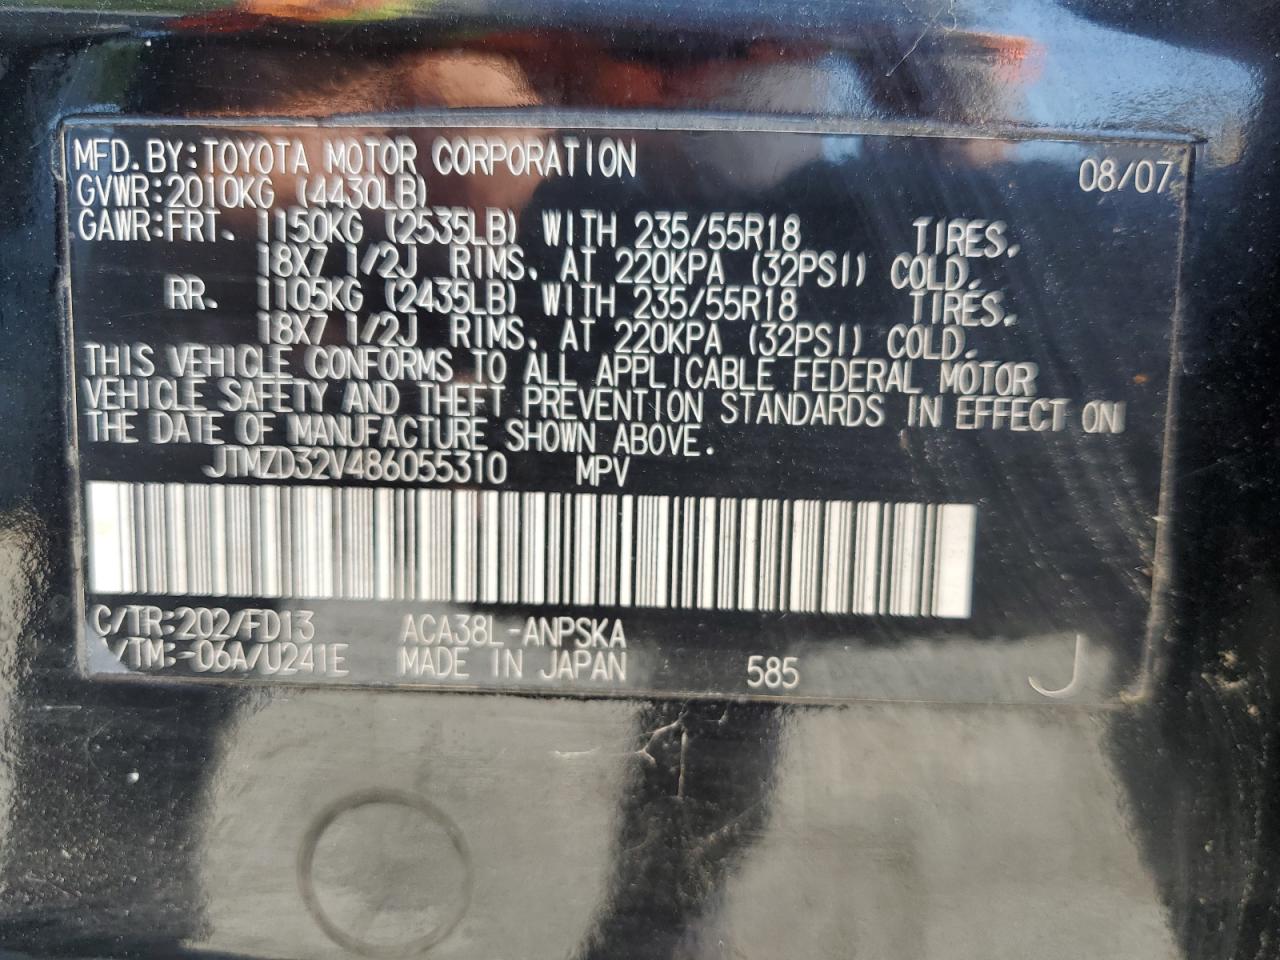 MFD.BY:TOYOTA MOTOR CORPORATION 08/07
GVWR:2010KG (4430LB)
GAWR:FRT. 1150KG (2535LB) WITH 235/55R18 TIRES.
18X7 1/2J RIMS. AT 220KPA (32PSI) COLD.
RR. 1105KG (2435LB) WITH 235/55R18 TIRES.
18X7 1/2J RIMS. AT 220KPA (32PSI) COLD.
THIS VEHICLE CONFORMS TO ALL APPLICABLE FEDERAL MOTOR
VEHICLE SAFETY AND THEFT PREVENTION STANDARDS IN EFFECT ON
THE DATE OF MANUFACTURE SHOWN ABOVE.
JTMZD32V486055310 MPV
C/TR:202/FD13 ACA38L-ANPSKA
/TM:-06A/U241E MADE IN JAPAN 585 J